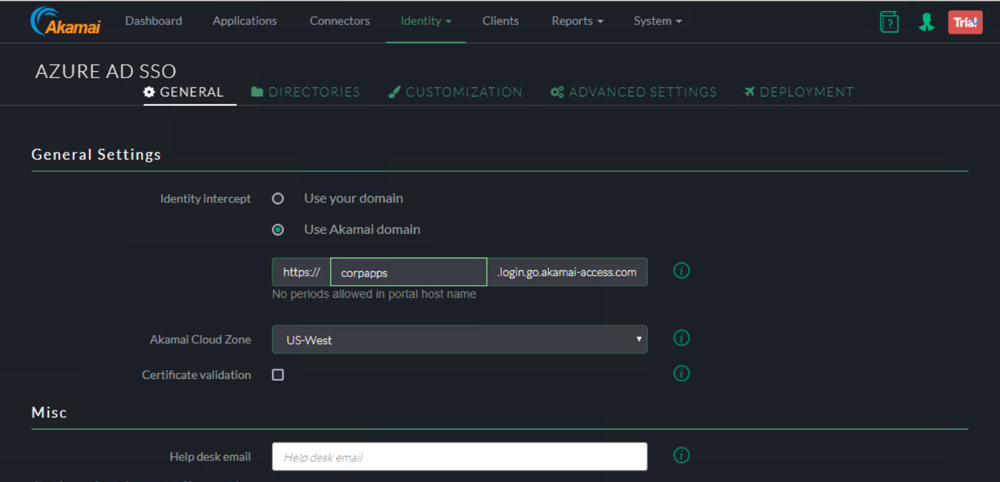 Akamai Dashboard Applications Connectors Identity Clients Reports System ? Trial
AZURE AD SSO
GENERAL DIRECTORIES CUSTOMIZATION ADVANCED SETTINGS DEPLOYMENT
General Settings
Identity intercept Use your domain
Use Akamai domain
https:// corpapps .login.go.akamai-access.com i
No periods allowed in portal host name
Akamai Cloud Zone US-West i
Certificate validation i
Misc
Help desk email Help desk email i